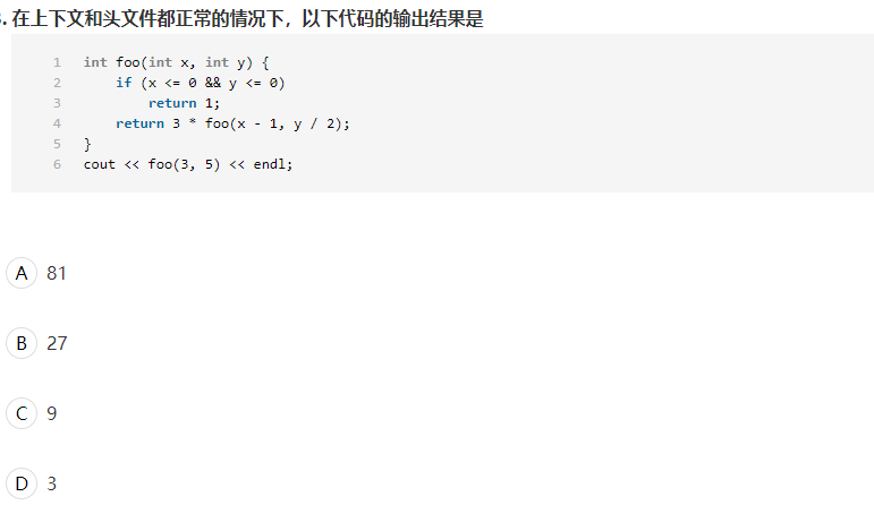 . 在上下文和头文件都正常的情况下，以下代码的输出结果是
1 int foo(int x, int y) {
2 if (x <= 0 && y <= 0)
3 return 1;
4 return 3 * foo(x - 1, y / 2);
5 }
6 cout << foo(3, 5) << endl;
A 81
B 27
C 9
D 3